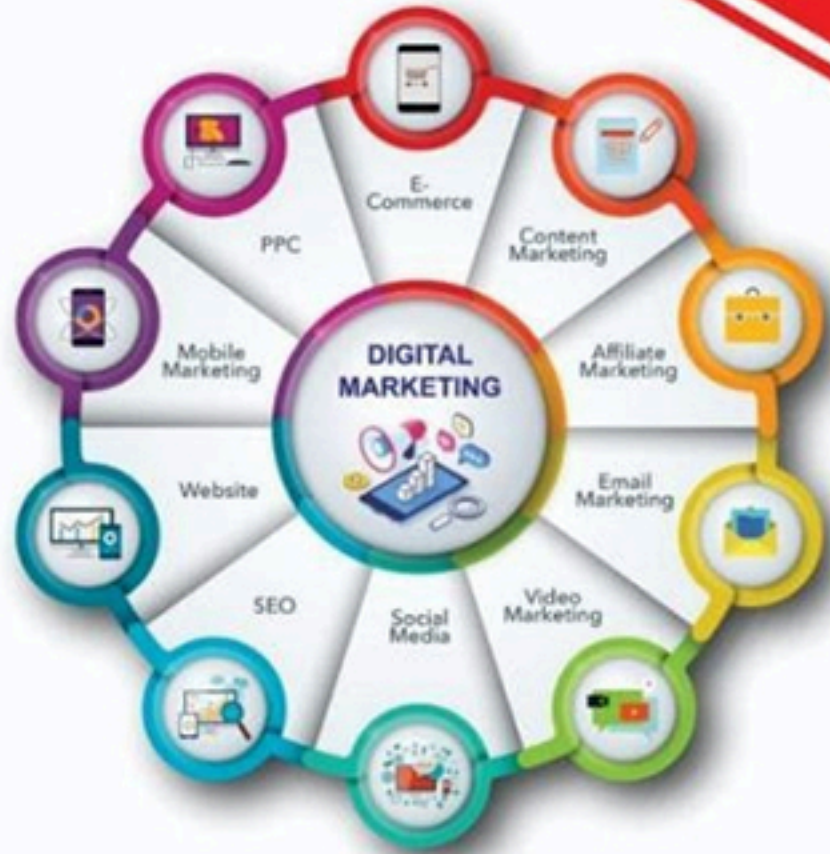 E-
Commerce
Content
Marketing
Affiliate
Marketing
Email
Marketing
Video
Marketing
Social
Media
SEO
Website
Mobile
Marketing
PPC
DIGITAL
MARKETING